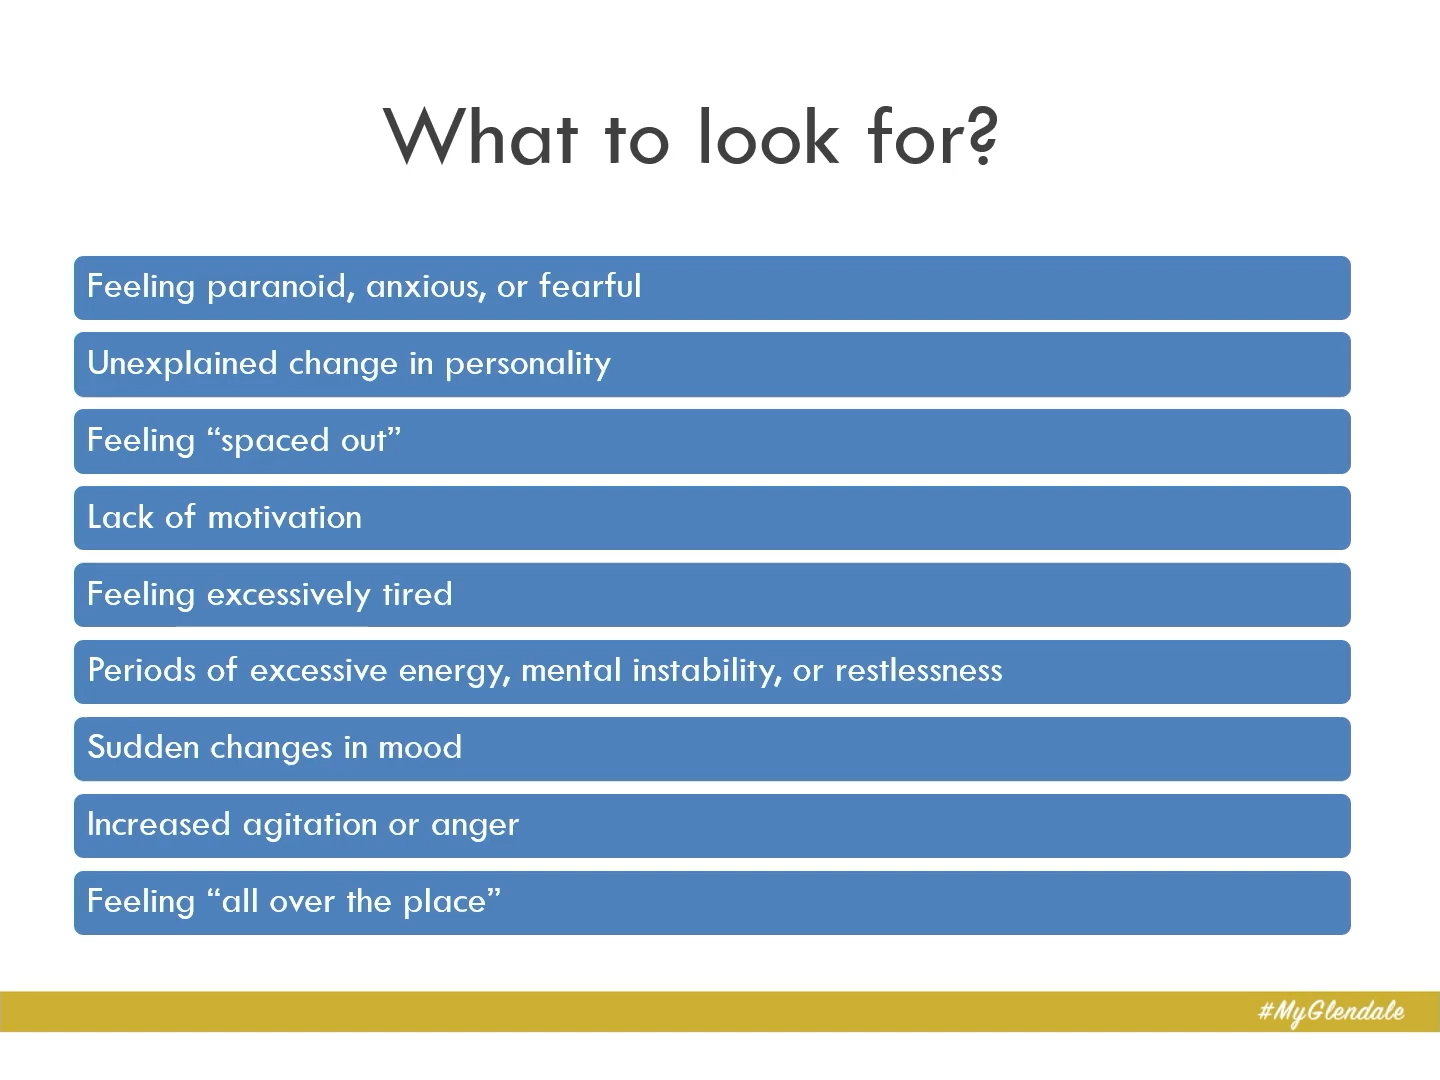 What to look for?
Feeling paranoid, anxious, or fearful
Unexplained change in personality
Feeling “spaced out”
Lack of motivation
Feeling excessively tired
Periods of excessive energy, mental instability, or restlessness
Sudden changes in mood
Increased agitation or anger
Feeling “all over the place”
#MyGlendale